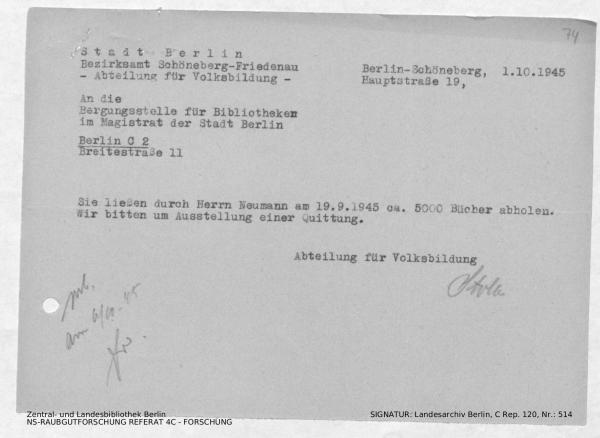 74
Stadt Berlin
Bezirksamt Schöneberg-Friedenau
- Abteilung für Volksbildung -
Berlin-Schöneberg, 1.10.1945
Hauptstraße 19,
An die
Bergungsstelle für Bibliotheken
im Magistrat der Stadt Berlin
Berlin C 2
Breitestraße 11
Sie ließen durch Herrn Neumann am 19.9.1945 ca. 5000 Bücher abholen.
Wir bitten um Ausstellung einer Quittung.
Abteilung für Volksbildung
am
Zentral- und Landesbibliothek Berlin
NS-RAUBGUTFORSCHUNG REFERAT 4C - FORSCHUNG
SIGNATUR: Landesarchiv Berlin, C Rep. 120, Nr.: 514